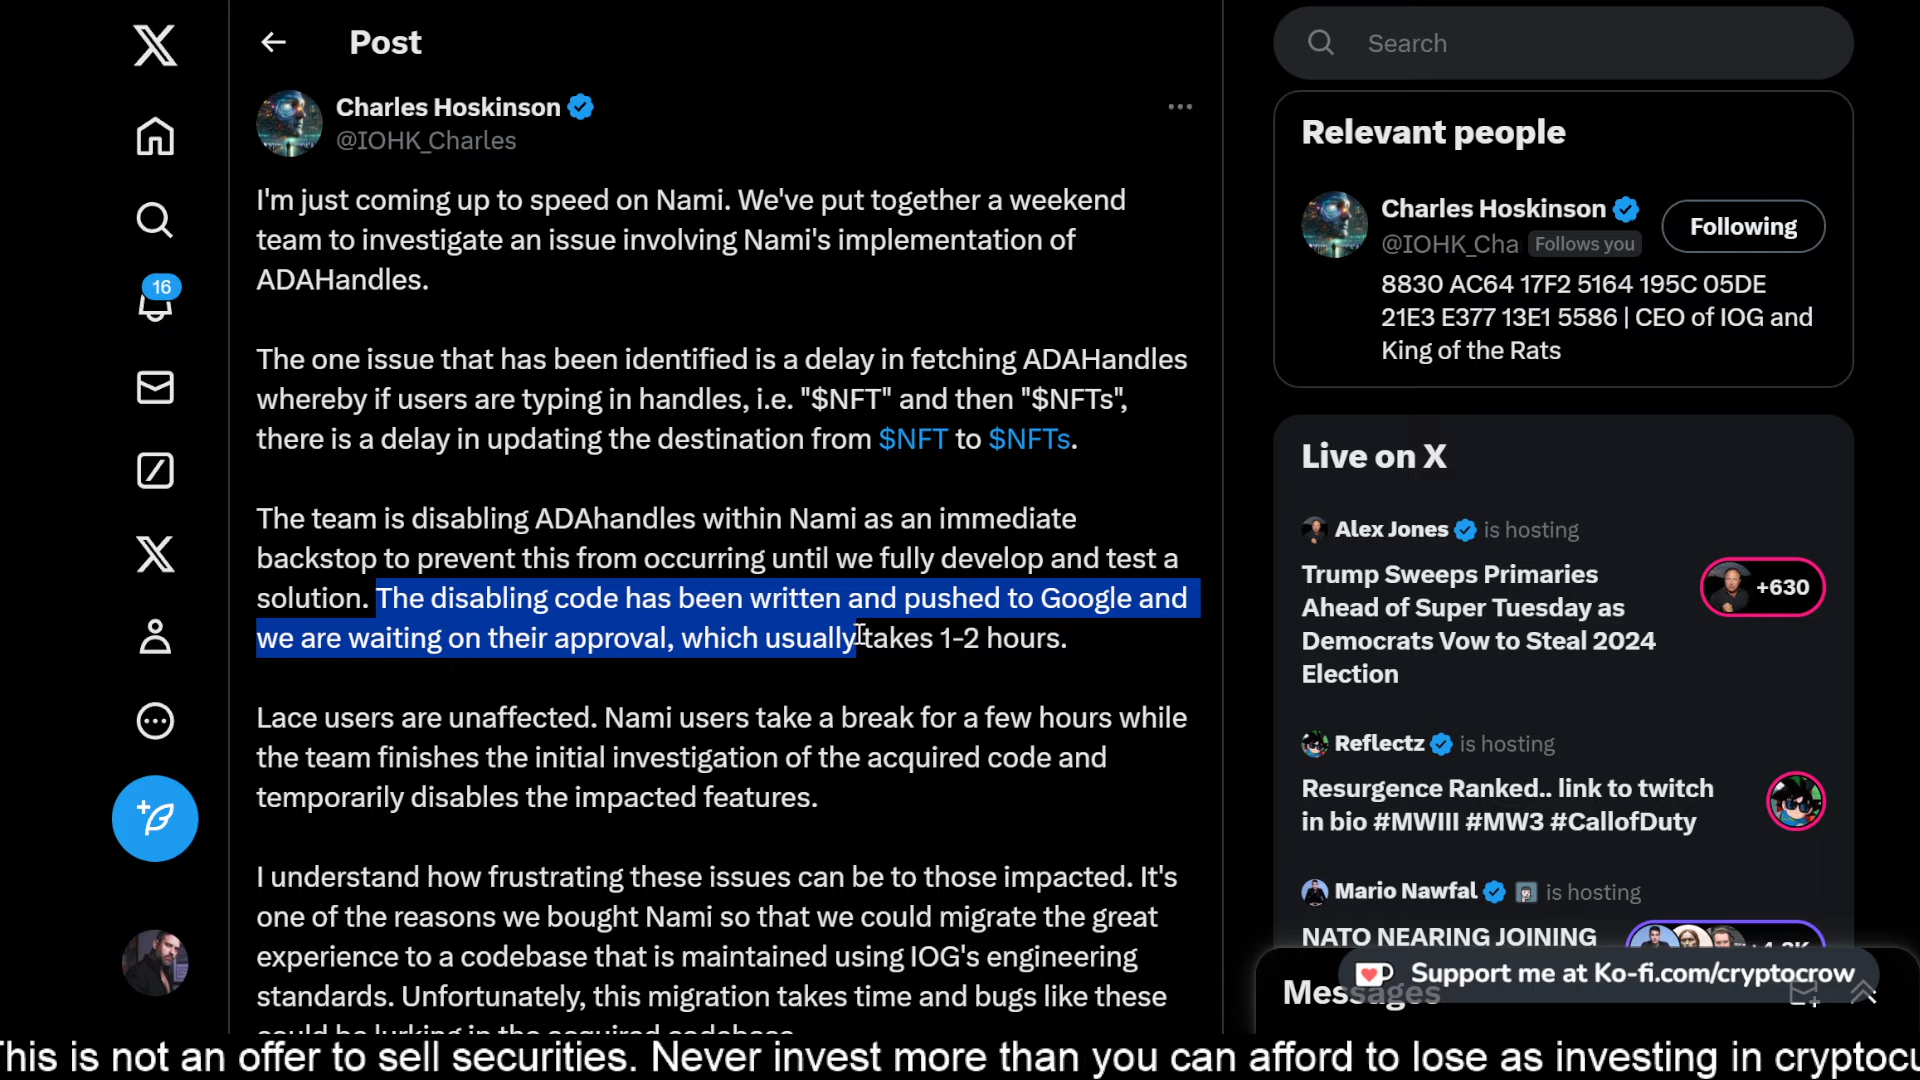 Post
Charles Hoskinson
@IOHK_Charles
I'm just coming up to speed on Nami. We've put together a weekend
team to investigate an issue involving Nami's implementation of
ADAHandles.
The one issue that has been identified is a delay in fetching ADAHandles
whereby if users are typing in handles, i.e. "$NFT" and then "$NFTs",
there is a delay in updating the destination from $NFT to $NFTs.
The team is disabling ADAhandles within Nami as an immediate
backstop to prevent this from occurring until we fully develop and test a
solution. The disabling code has been written and pushed to Google and
we are waiting on their approval, which usually takes 1-2 hours.
Lace users are unaffected. Nami users take a break for a few hours while
the team finishes the initial investigation of the acquired code and
temporarily disables the impacted features.
I understand how frustrating these issues can be to those impacted. It's
one of the reasons we bought Nami so that we could migrate the great
experience to a codebase that is maintained using IOG's engineering
standards. Unfortunately, this migration takes time and bugs like these
could be lurking in the acquired codebase.
16
Search
Relevant people
Charles Hoskinson
@IOHK_Cha Follows you
Following
8830 AC64 17F2 5164 195C 05DE
21E3 E377 13E1 5586 | CEO of IOG and
King of the Rats
Live on X
Alex Jones is hosting
Trump Sweeps Primaries
Ahead of Super Tuesday as
Democrats Vow to Steal 2024
Election
+630
Reflectz is hosting
Resurgence Ranked.. link to twitch
in bio #MWIII #MW3 #CallofDuty
Mario Nawfal is hosting
NATO NEARING JOINING
Support me at Ko-fi.com/cryptocrow
Messages
This is not an offer to sell securities. Never invest more than you can afford to lose as investing in